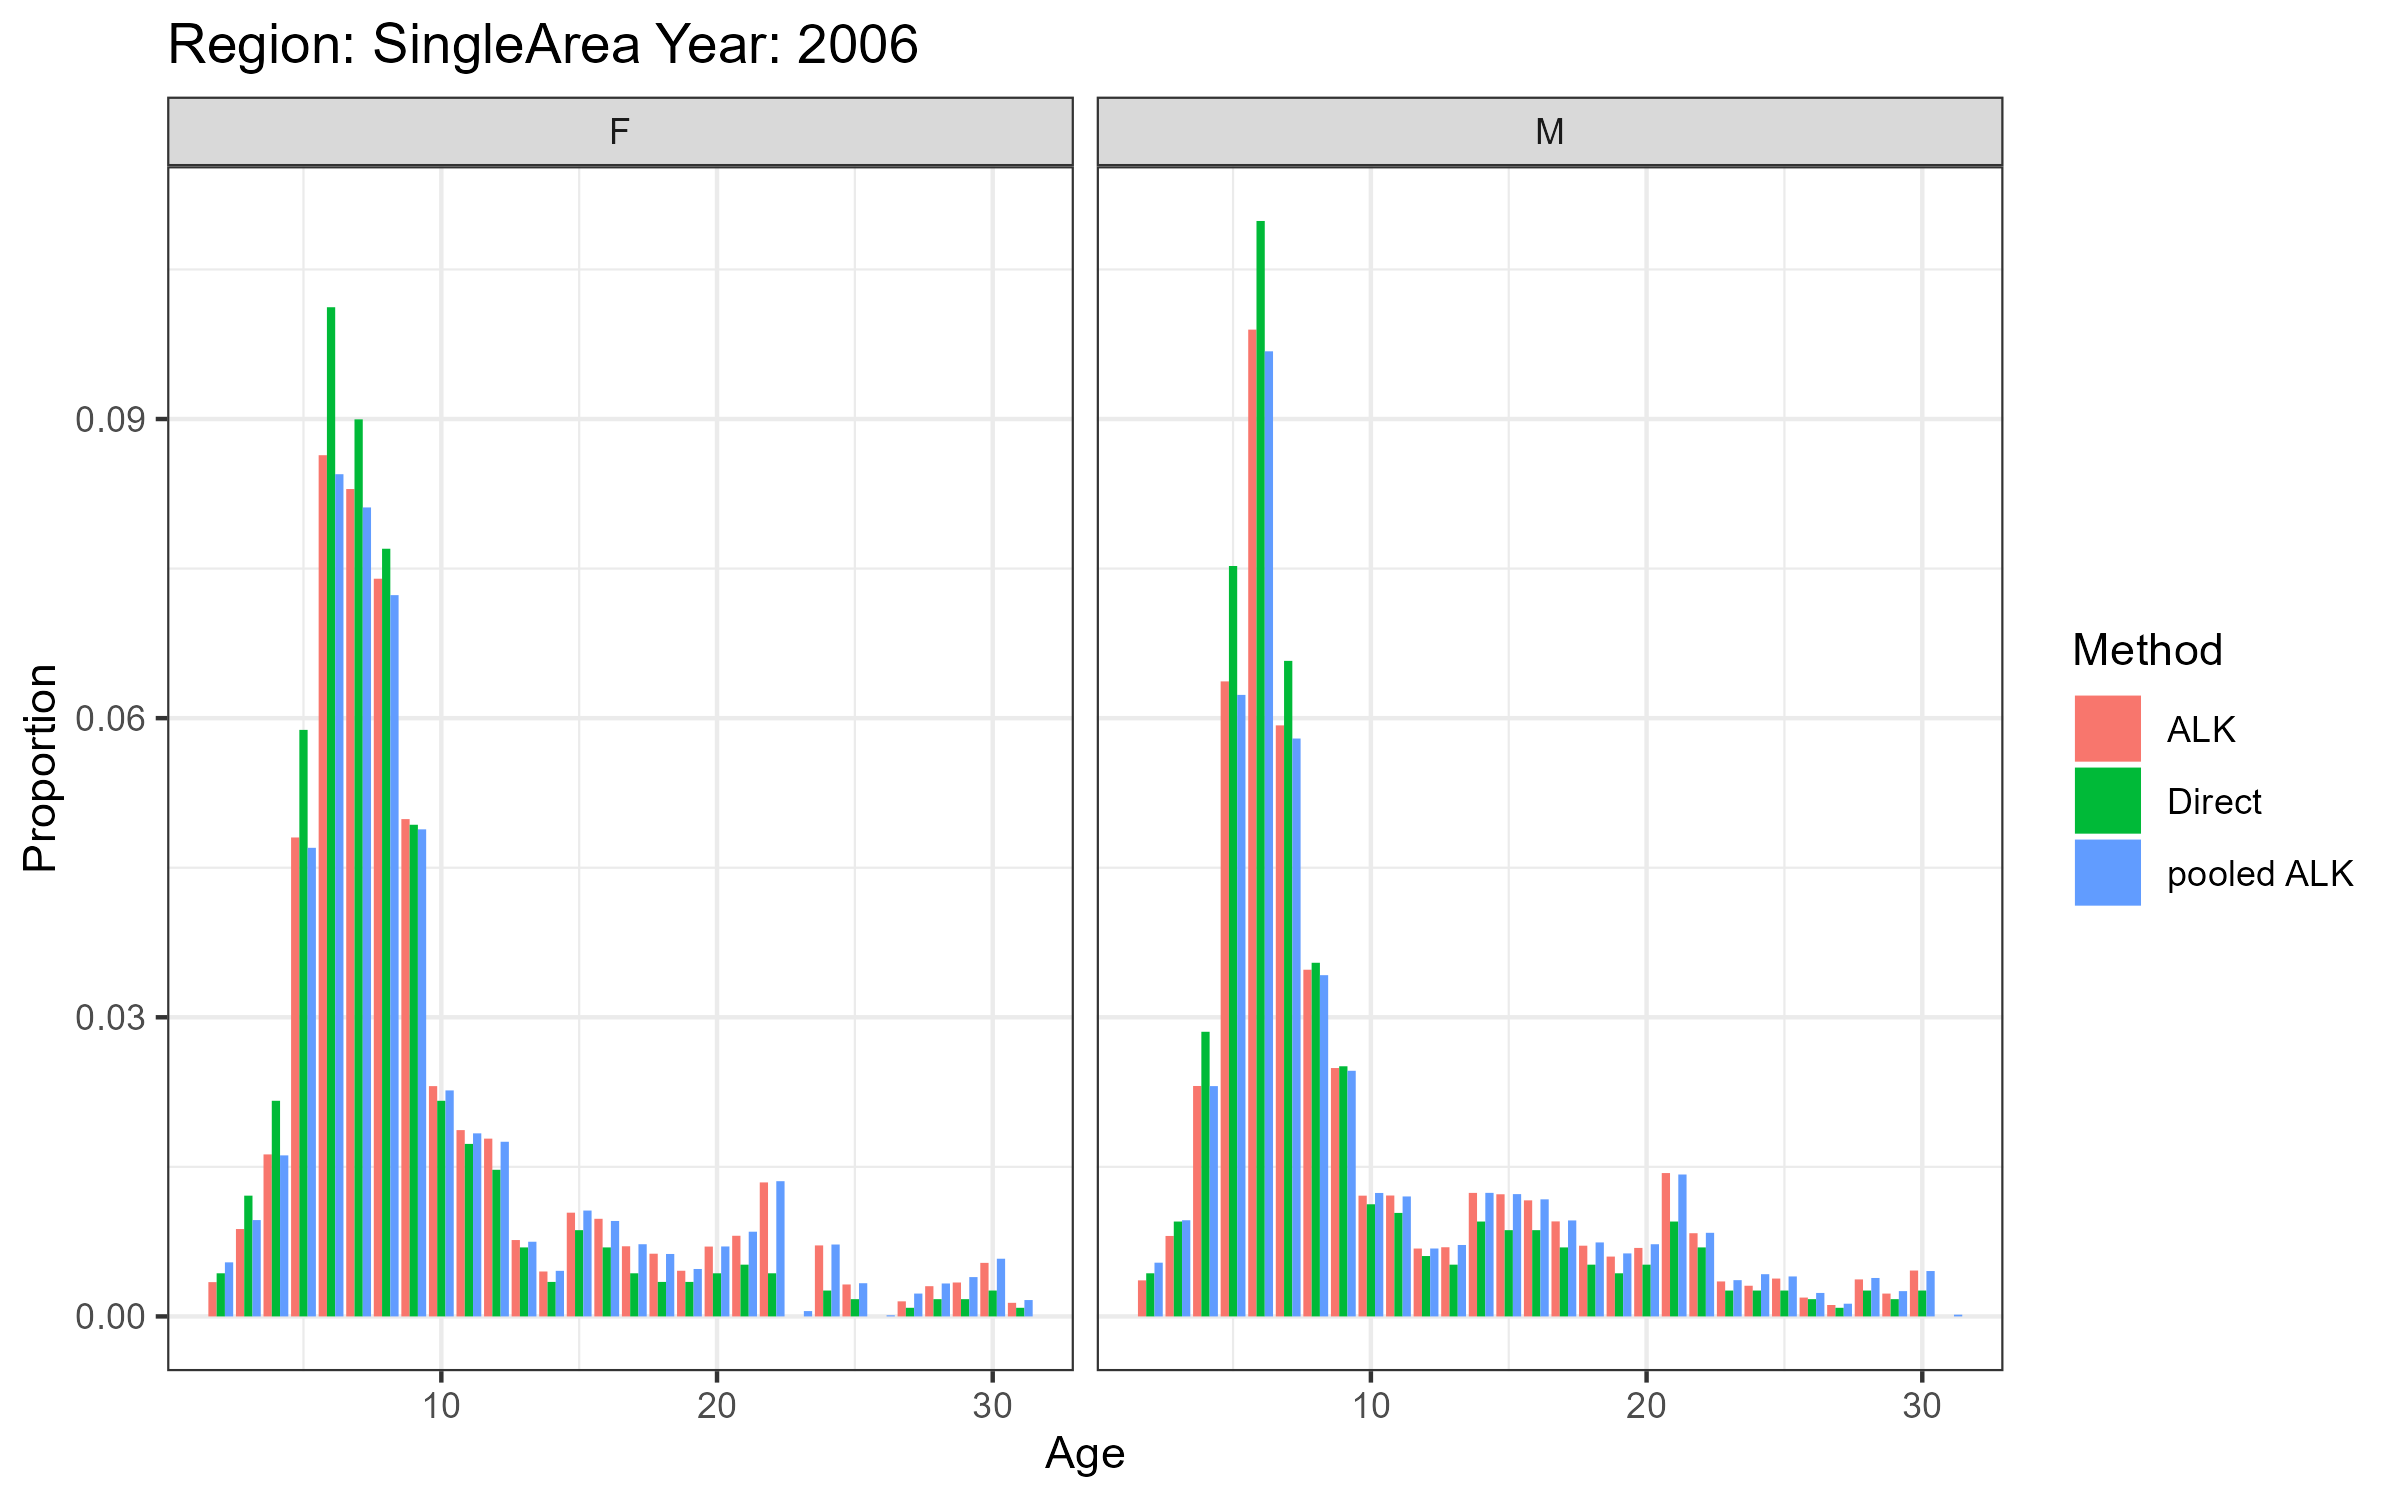 Region: SingleArea Year: 2006
F
M
Proportion
0.09
0.06
0.03
0.00
10
20
30
10
20
30
Age
Method
ALK
Direct
pooled ALK